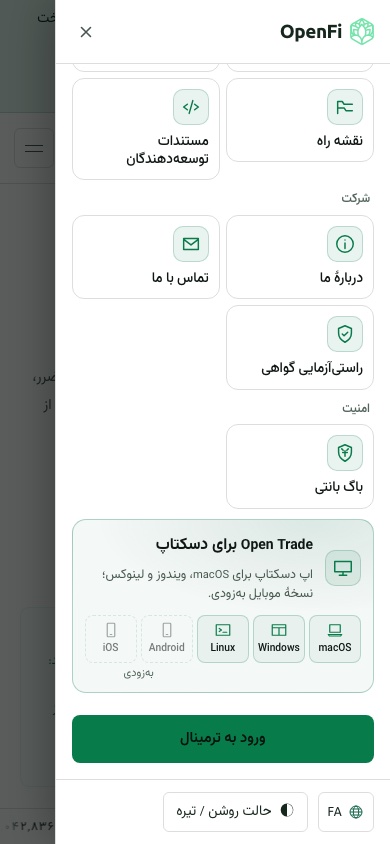 OpenFi
نقشه راه
مستندات
توسعه‌دهندگان
شرکت
دربارهٔ ما
تماس با ما
راستی‌آزمایی گواهی
امنیت
باگ بانتی
Open Trade برای دسکتاپ
اپ دسکتاپ برای macOS، ویندوز و لینوکس؛
نسخهٔ موبایل به‌زودی.
macOS
Windows
Linux
Android
iOS
به‌زودی
ورود به ترمینال
FA
حالت روشن / تیره
ضرر،
از